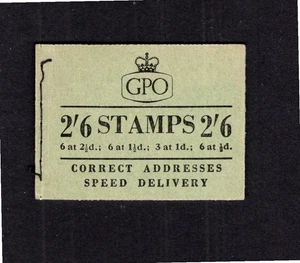 GPO
2'6 STAMPS 2'6
6 at 2½d.; 6 at 1½d.; 3 at 1d.; 6 at ½d.
CORRECT ADDRESSES
SPEED DELIVERY